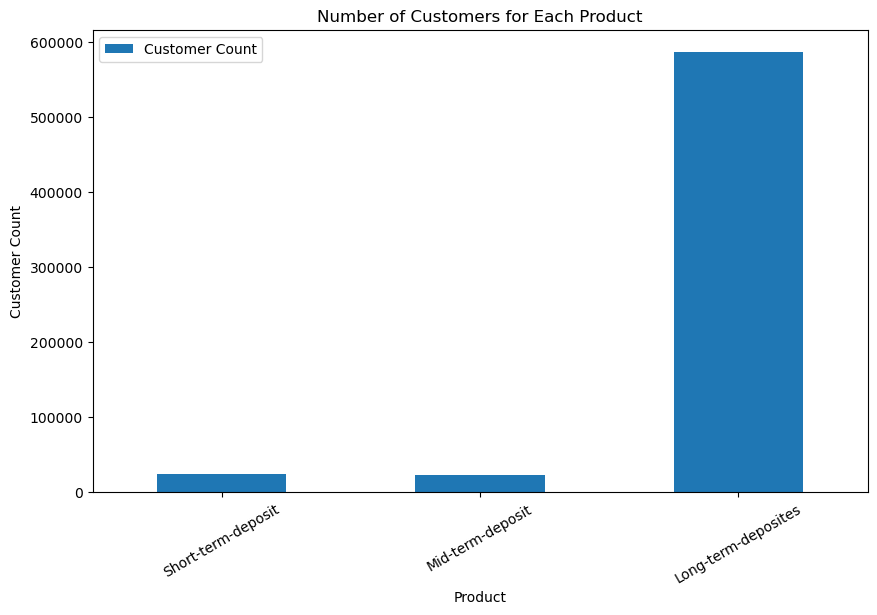 Number of Customers for Each Product
Customer Count
600000
500000
400000
300000
200000
100000
0
Customer Count
Short-term-deposit
Mid-term-deposit
Long-term-deposites
Product